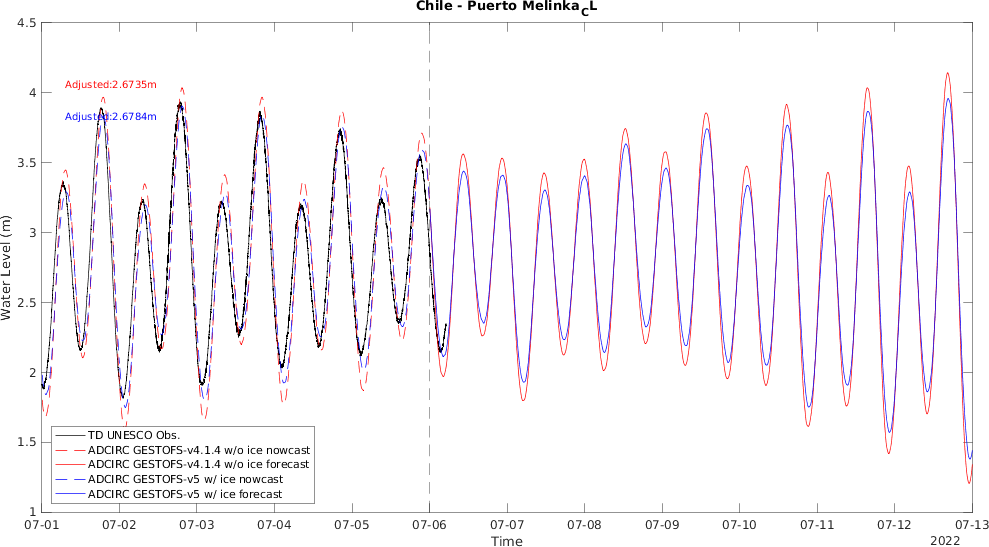 Chile - Puerto MelinkaCL
Water Level (m)
4.5
4
3.5
3
2.5
2
1.5
1
Adjusted:2.6735m
Adjusted:2.6784m
TD UNESCO Obs.
ADCIRC GESTOFS-v4.1.4 w/o ice nowcast
ADCIRC GESTOFS-v4.1.4 w/o ice forecast
ADCIRC GESTOFS-v5 w/ ice nowcast
ADCIRC GESTOFS-v5 w/ ice forecast
07-01 07-02 07-03 07-04 07-05 07-06 07-07 07-08 07-09 07-10 07-11 07-12 07-13
Time
2022